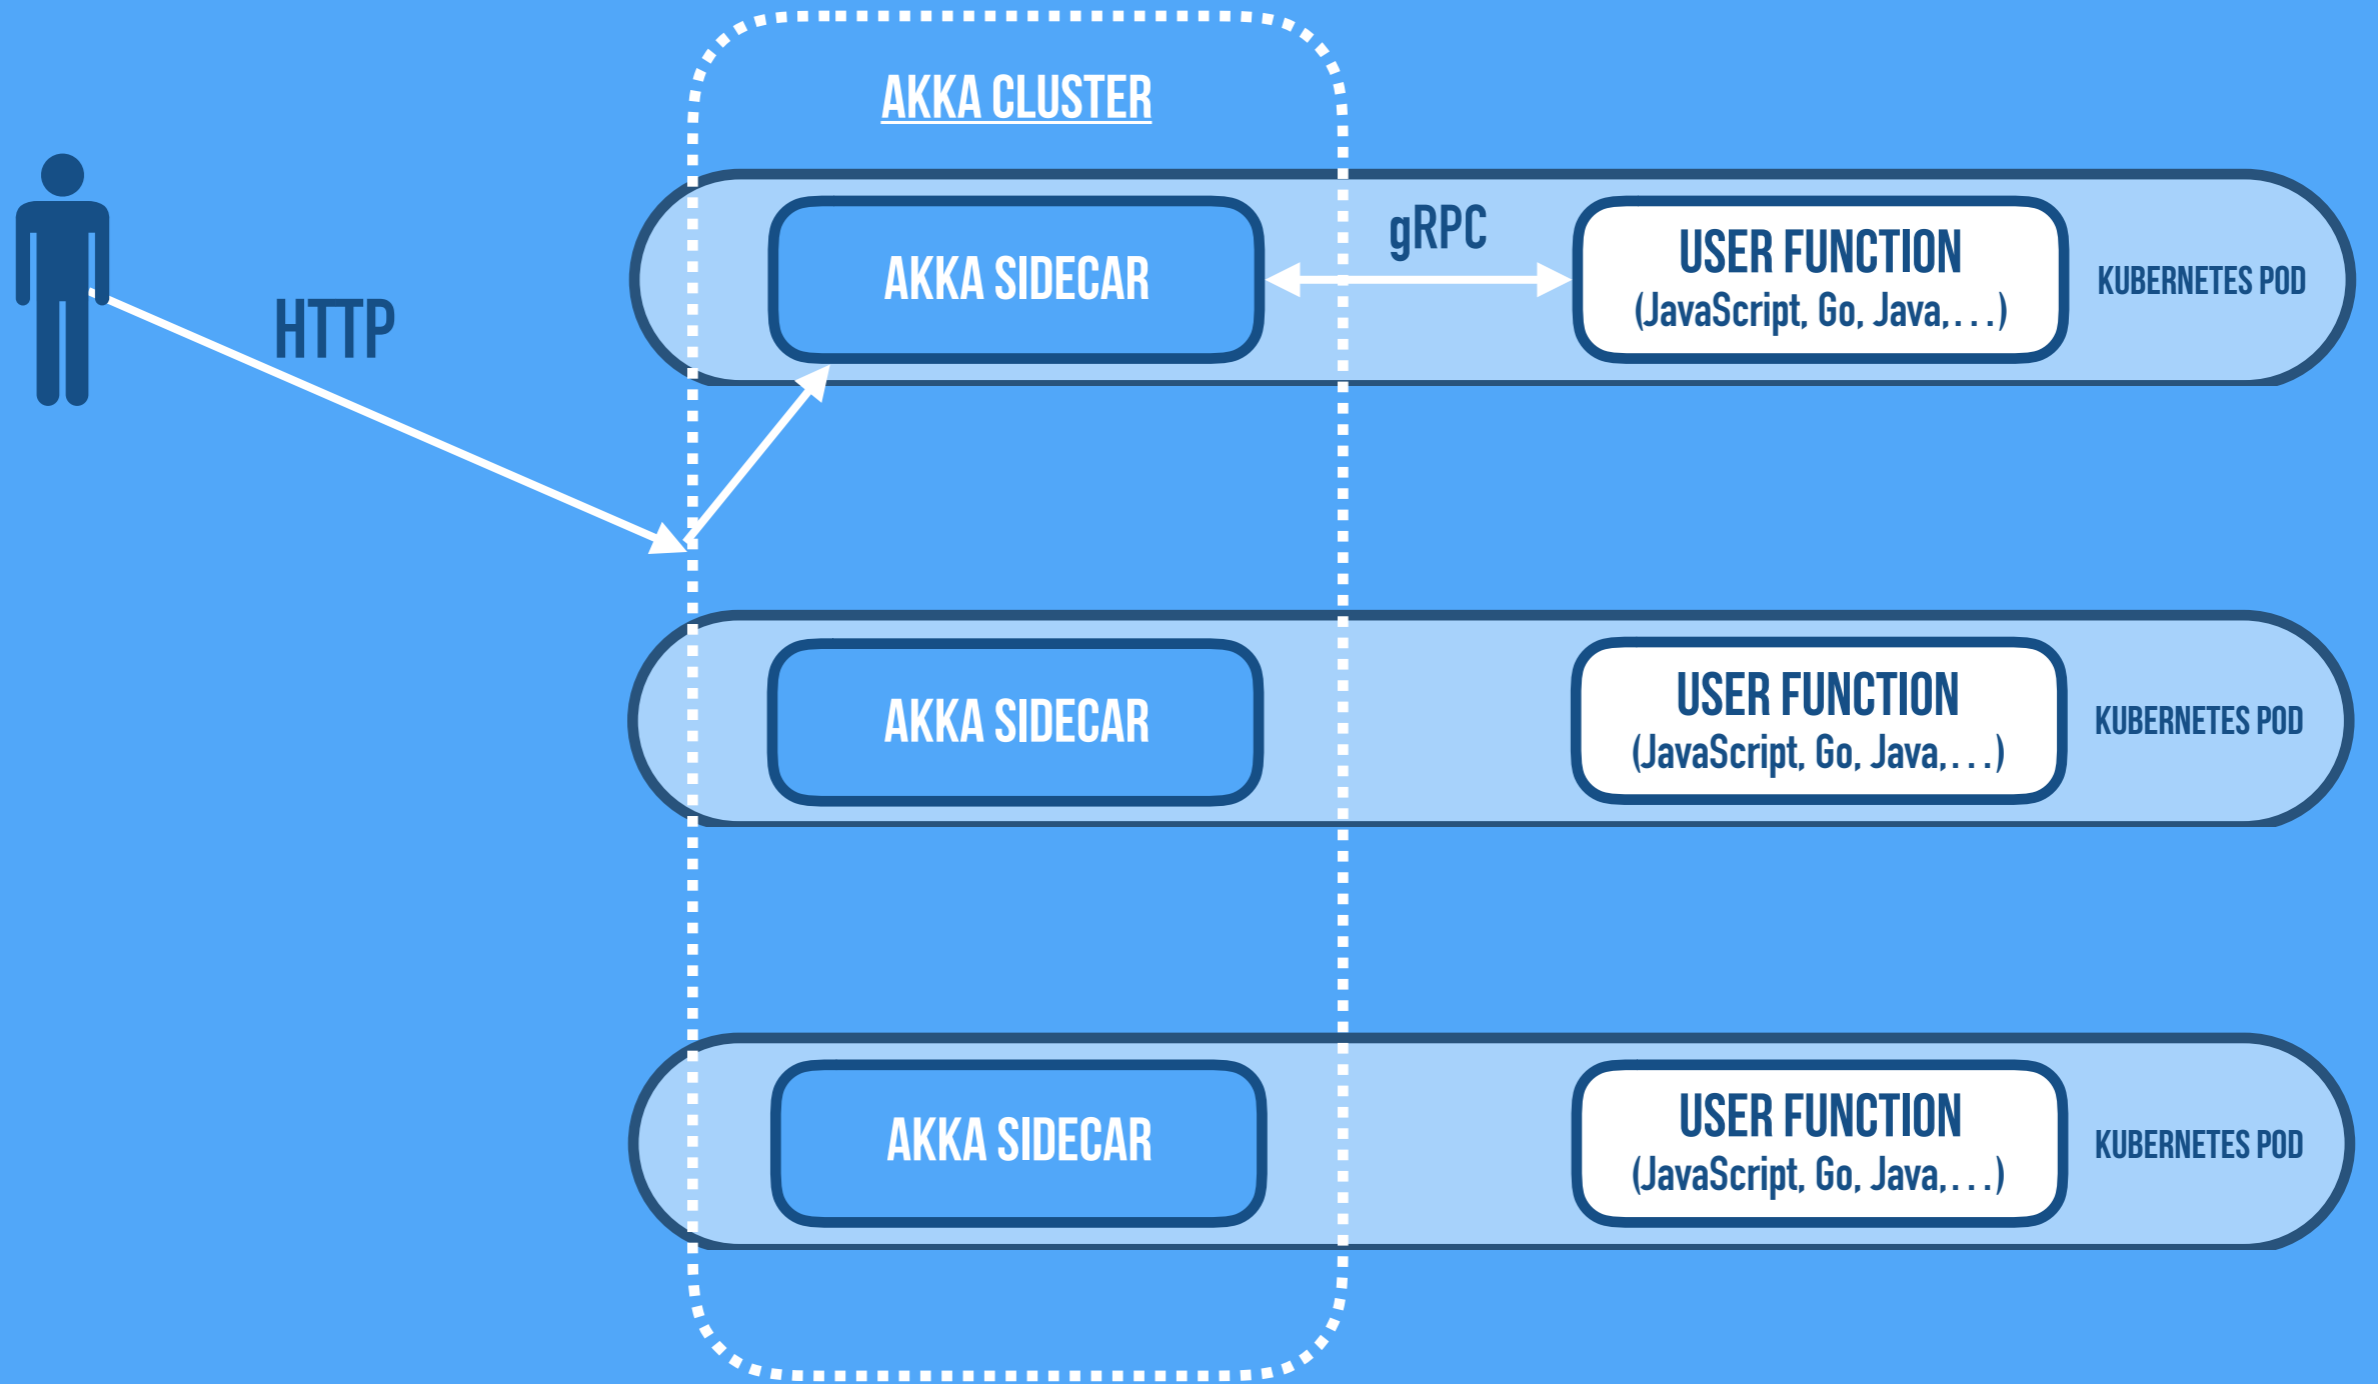 AKKA CLUSTER
HTTP
AKKA SIDECAR
gRPC
USER FUNCTION
(JavaScript, Go, Java,...)
KUBERNETES POD
AKKA SIDECAR
USER FUNCTION
(JavaScript, Go, Java,...)
KUBERNETES POD
AKKA SIDECAR
USER FUNCTION
(JavaScript, Go, Java,...)
KUBERNETES POD